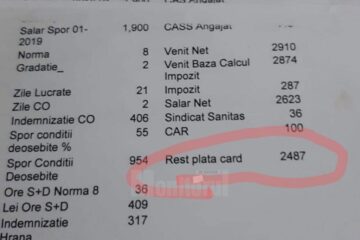 Salar Spor 01- 1,900 CASS Angajat
2019
Norma 8 Venit Net 2910
Gradatie_ 2 Venit Baza Calcul 2874
Impozit
Zile Lucrate 21 Impozit 287
Zile CO 2 Salar Net 2623
Indemnizatie CO 406 Sindicat Sanitas 36
Spor conditii 55 CAR 100
deosebite %
Spor Conditii 954 Rest plata card 2487
Deosebite
Ore S+D Norma 8 36
Lei Ore S+D 409
Indemnizatie 317
Hrana
Monitorul